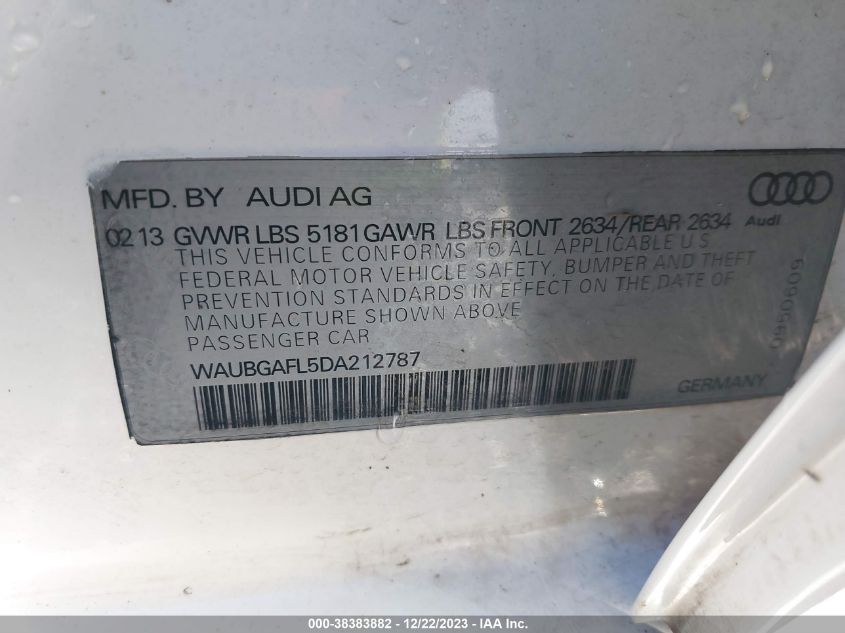 MFD. BY AUDI AG
02 13 GVWR LBS 5181 GAWR LBS FRONT 2634/REAR 2634
Audi
THIS VEHICLE CONFORMS TO ALL APPLICABLE U S
FEDERAL MOTOR VEHICLE SAFETY, BUMPER AND THEFT
PREVENTION STANDARDS IN EFFECT ON THE DATE OF
MANUFACTURE SHOWN ABOVE
PASSENGER CAR
WAUBGAFL5DA212787
GERMANY
000-38383882 - 12/22/2023 - IAA Inc.